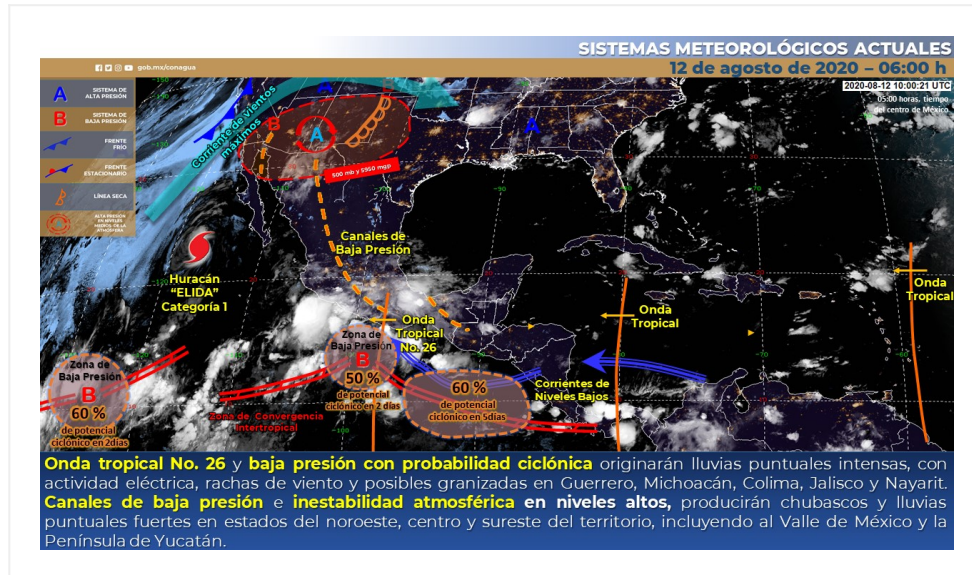 SISTEMAS METEOROLÓGICOS ACTUALES
gob.mx/conagua
12 de agosto de 2020 – 06:00 h
2020-08-12 10:00:21 UTC
05:00 horas, tiempo
del centro de México
A
SISTEMA DE
ALTA PRESIÓN
B
SISTEMA DE
BAJA PRESIÓN
FRENTE
FRÍO
FRENTE
ESTACIONARIO
LÍNEA SECA
ALTA PRESIÓN
EN NIVELES
MEDIOS DE LA
ATMÓSFERA
Corriente de vientos
máximos
A
B
A
A
500 mb y 5950 mgp
Canales de
Baja Presión
Huracán
“ELIDA”
Categoría 1
Onda
Tropical
No. 26
Onda
Tropical
Onda
Tropical
Zona de
Baja Presión
B
60 %
de potencial
ciclónico en 2días
Zona de
Baja Presión
B
50 %
de potencial
ciclónico en 2 días
60 %
de potencial
ciclónico en 5días
Zona de Convergencia
Intertropical
Corrientes de
Niveles Bajos
Onda tropical No. 26 y baja presión con probabilidad ciclónica originarán lluvias puntuales intensas, con
actividad eléctrica, rachas de viento y posibles granizadas en Guerrero, Michoacán, Colima, Jalisco y Nayarit.
Canales de baja presión e inestabilidad atmosférica en niveles altos, producirán chubascos y lluvias
puntuales fuertes en estados del noroeste, centro y sureste del territorio, incluyendo al Valle de México y la
Península de Yucatán.